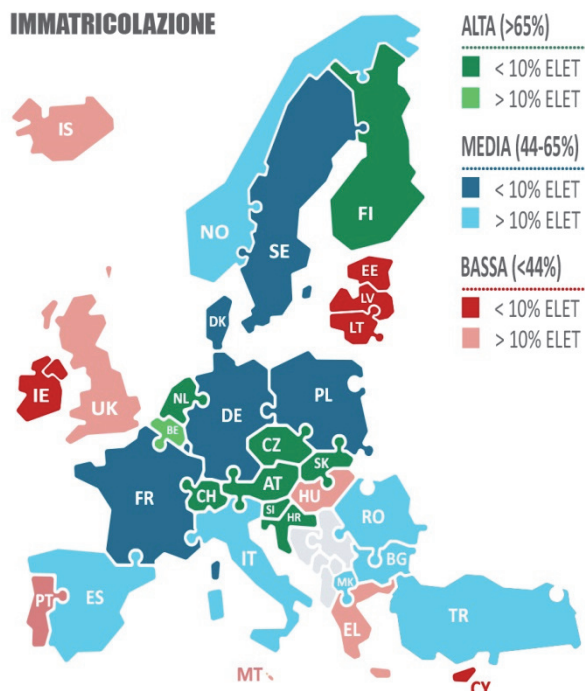 IMMATRICOLAZIONE
ALTA (>65%)
< 10% ELET
> 10% ELET
MEDIA (44-65%)
< 10% ELET
> 10% ELET
BASSA (<44%)
< 10% ELET
> 10% ELET
IS
NO
SE
FI
EE
LV
LT
DK
IE
UK
NL
BE
DE
PL
CZ
SK
FR
CH
AT
HU
SI
HR
RO
IT
BG
MK
PT
ES
EL
TR
MT
CY